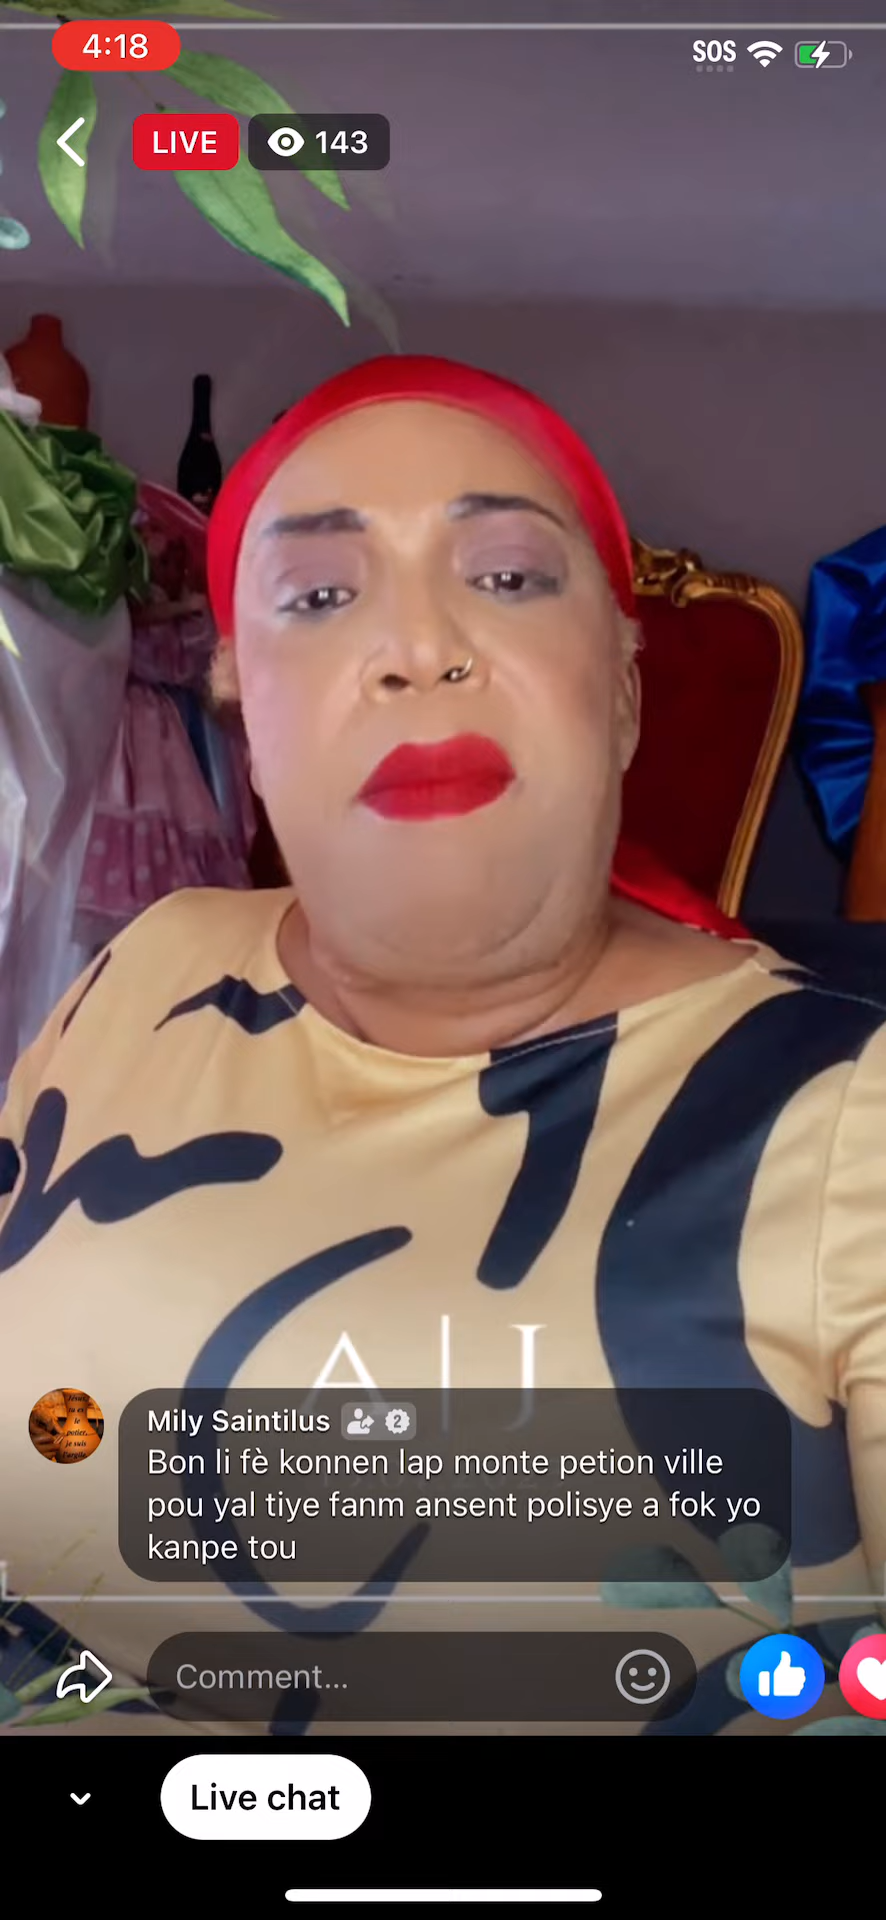 4:18
SOS
LIVE
143
A | J
Mily Saintilus
2
Bon li fè konnen lap monte petion ville
pou yal tiye fanm ansent polisye a fok yo
kanpe tou
Comment...
Live chat